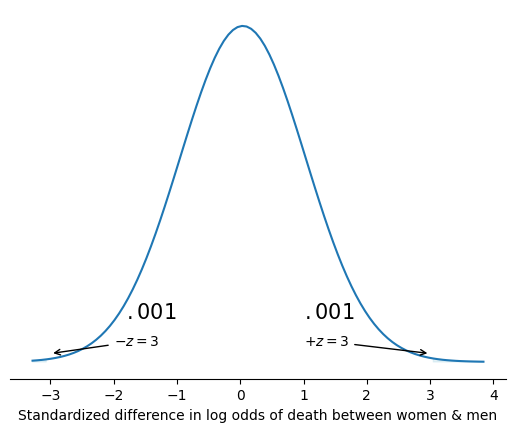 .001 .001
−z = 3 +z = 3
−3 −2 −1 0 1 2 3 4
Standardized difference in log odds of death between women & men